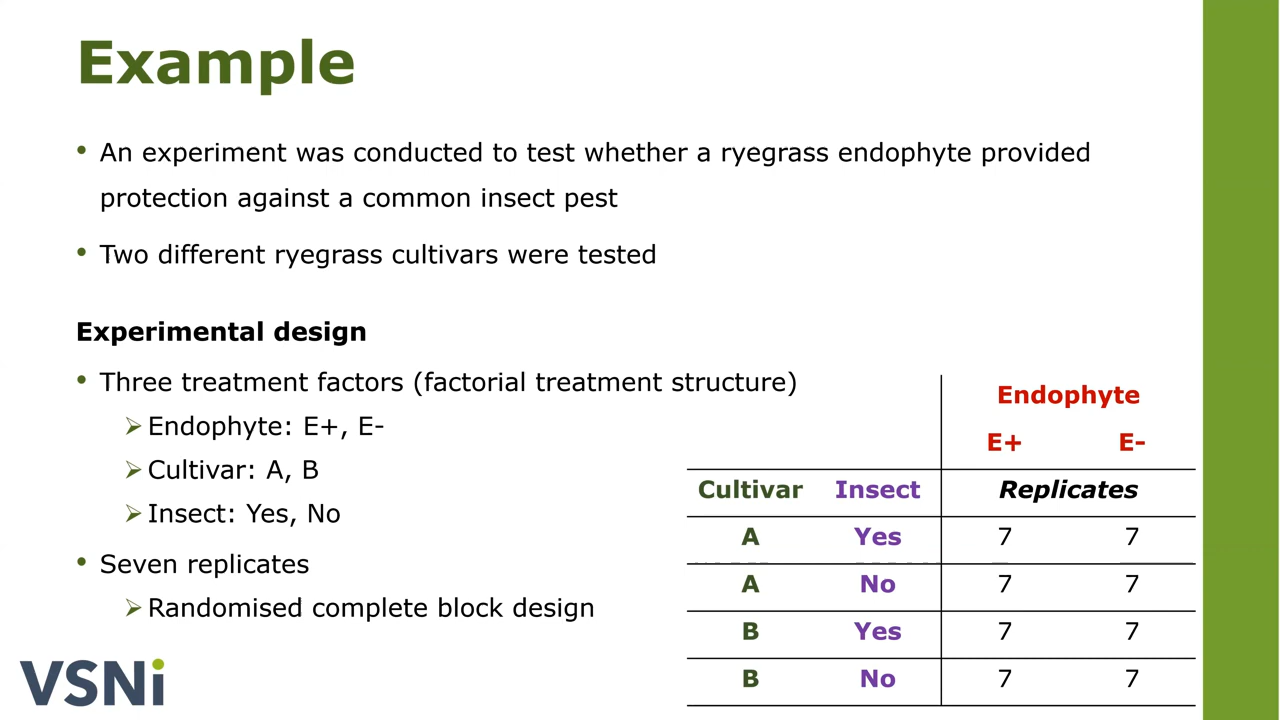 Example
• An experiment was conducted to test whether a ryegrass endophyte provided
protection against a common insect pest
• Two different ryegrass cultivars were tested
Experimental design
• Three treatment factors (factorial treatment structure)
➢ Endophyte: E+, E-
➢ Cultivar: A, B
➢ Insect: Yes, No
• Seven replicates
➢ Randomised complete block design
Endophyte
E+ E-
Cultivar Insect Replicates
A Yes 7 7
A No 7 7
B Yes 7 7
B No 7 7
VSNi